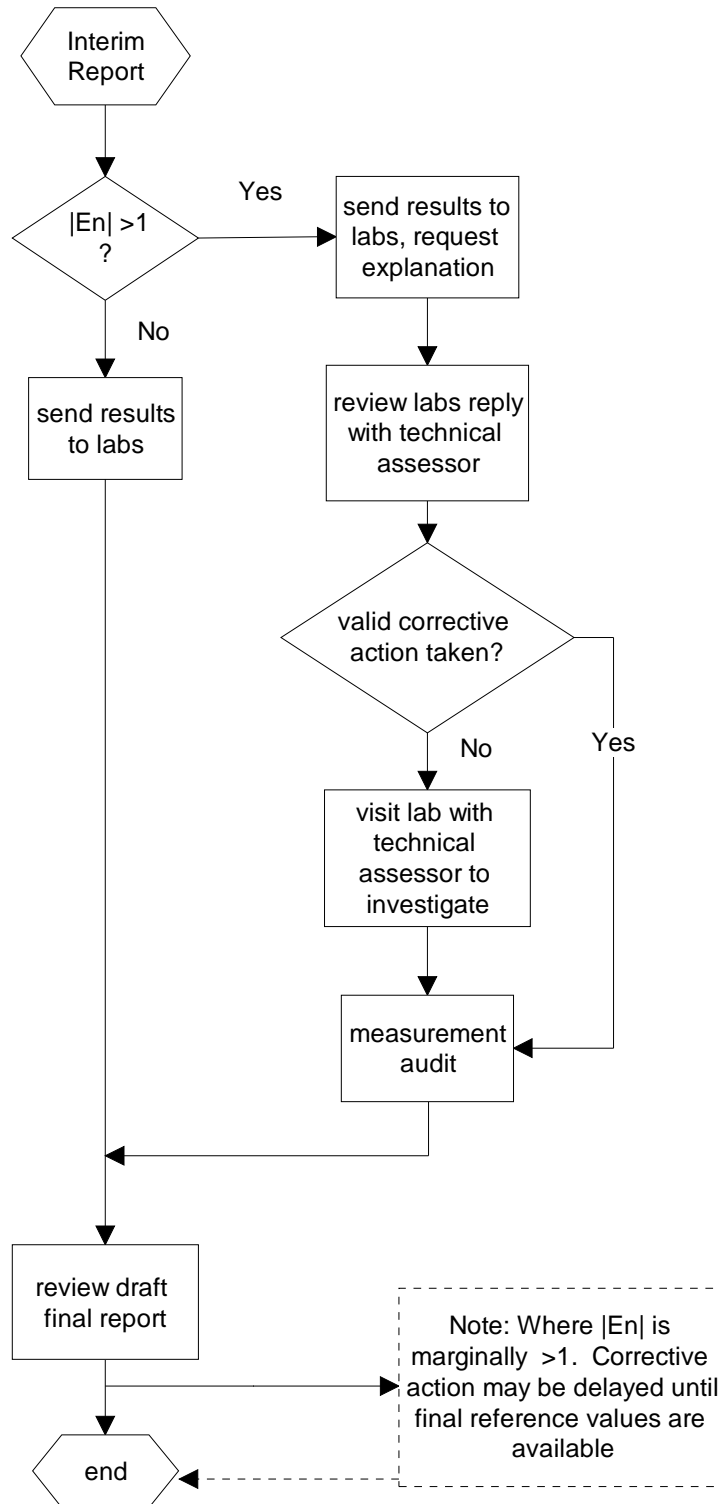 Interim
Report
|En| >1
?
Yes
send results to
labs, request
explanation
No
send results
to labs
review labs reply
with technical
assessor
valid corrective
action taken?
No
Yes
visit lab with
technical
assessor to
investigate
measurement
audit
review draft
final report
Note: Where |En| is
marginally >1. Corrective
action may be delayed until
final reference values are
available
end